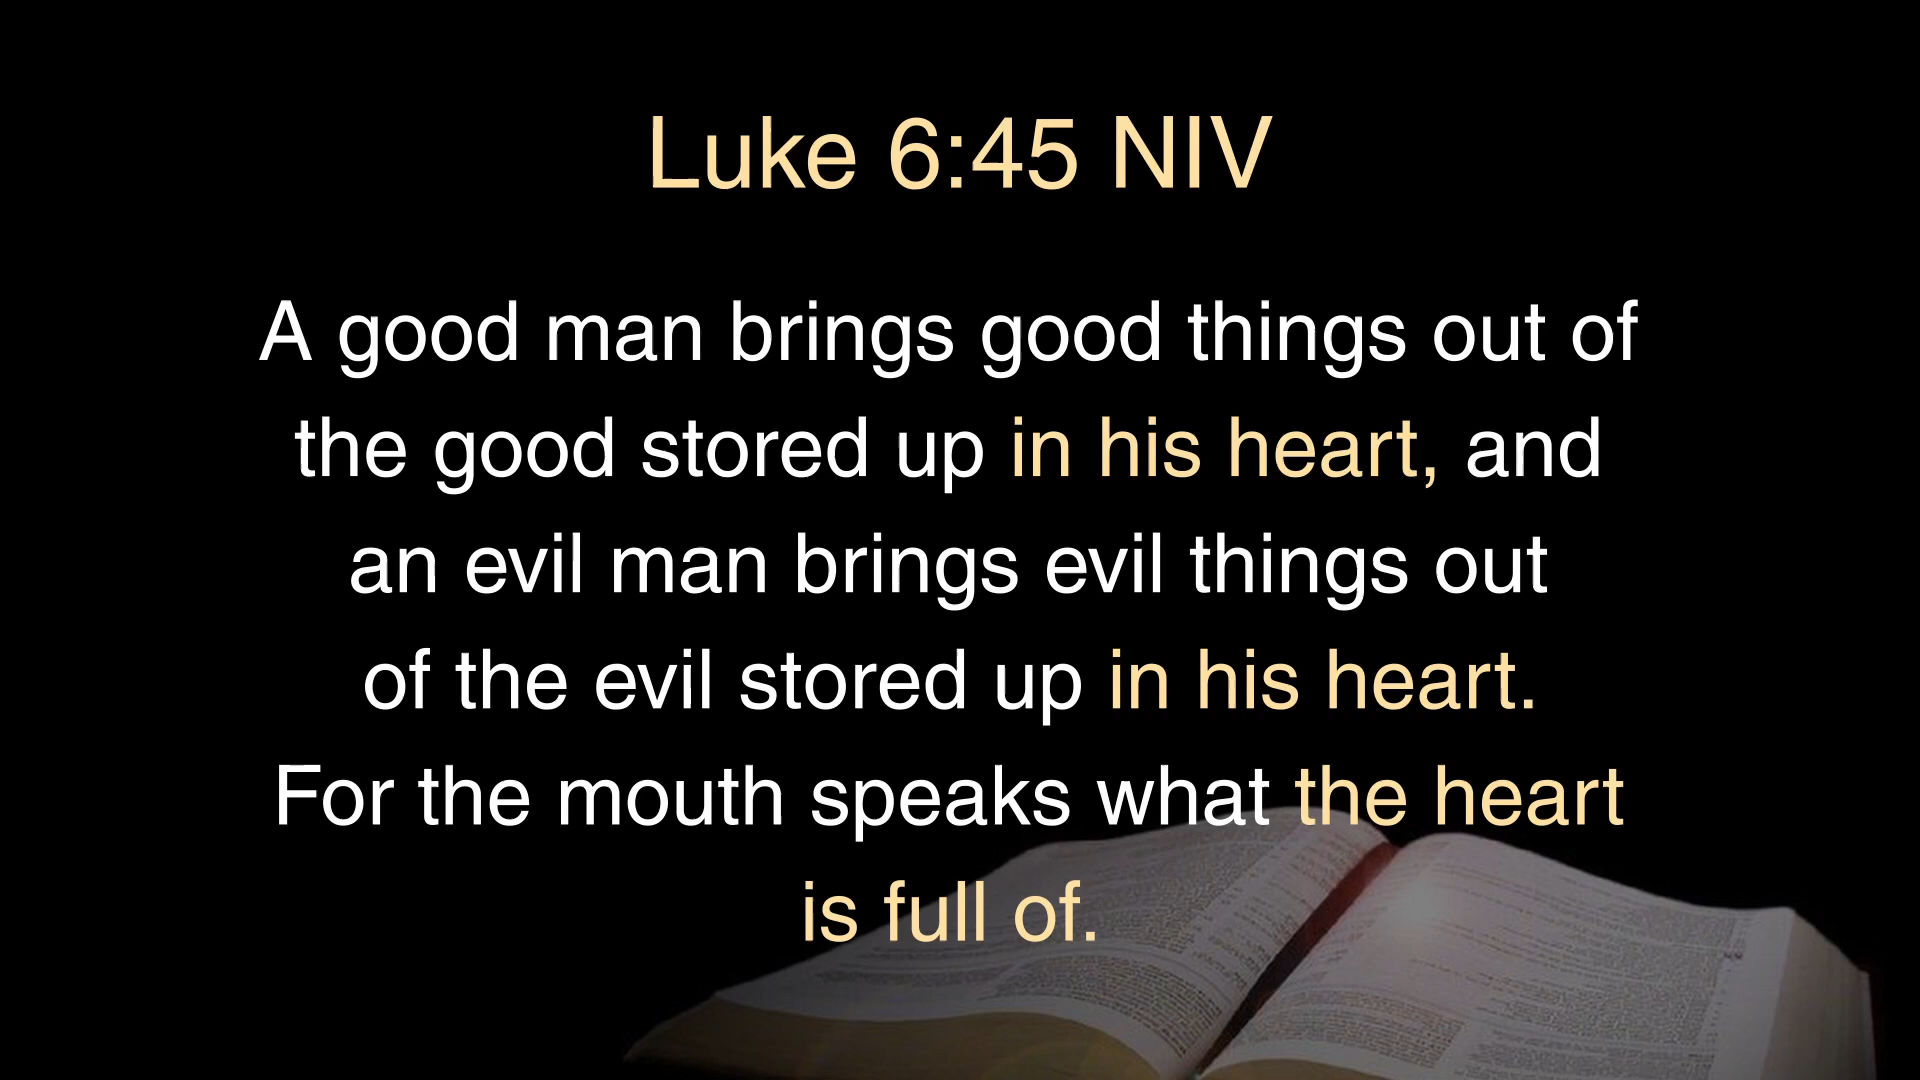 Luke 6:45 NIV
A good man brings good things out of
the good stored up in his heart, and
an evil man brings evil things out
of the evil stored up in his heart.
For the mouth speaks what the heart
is full of.